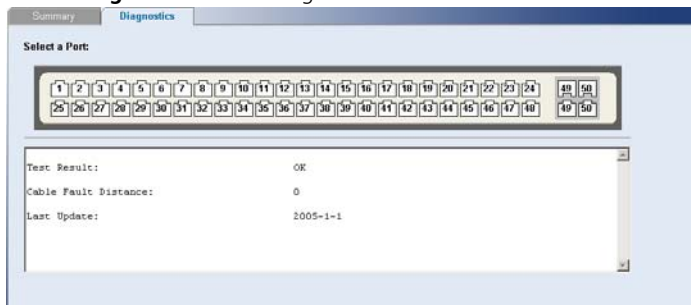 Summary Diagnostics
Select a Port:
1 2 3 4 5 6 7 8 9 10 11 12 13 14 15 16 17 18 19 20 21 22 23 24 49 50
25 26 27 28 29 30 31 32 33 34 35 36 37 38 39 40 41 42 43 44 45 46 47 48 49 50
Test Result: OK
Cable Fault Distance: 0
Last Update: 2005-1-1